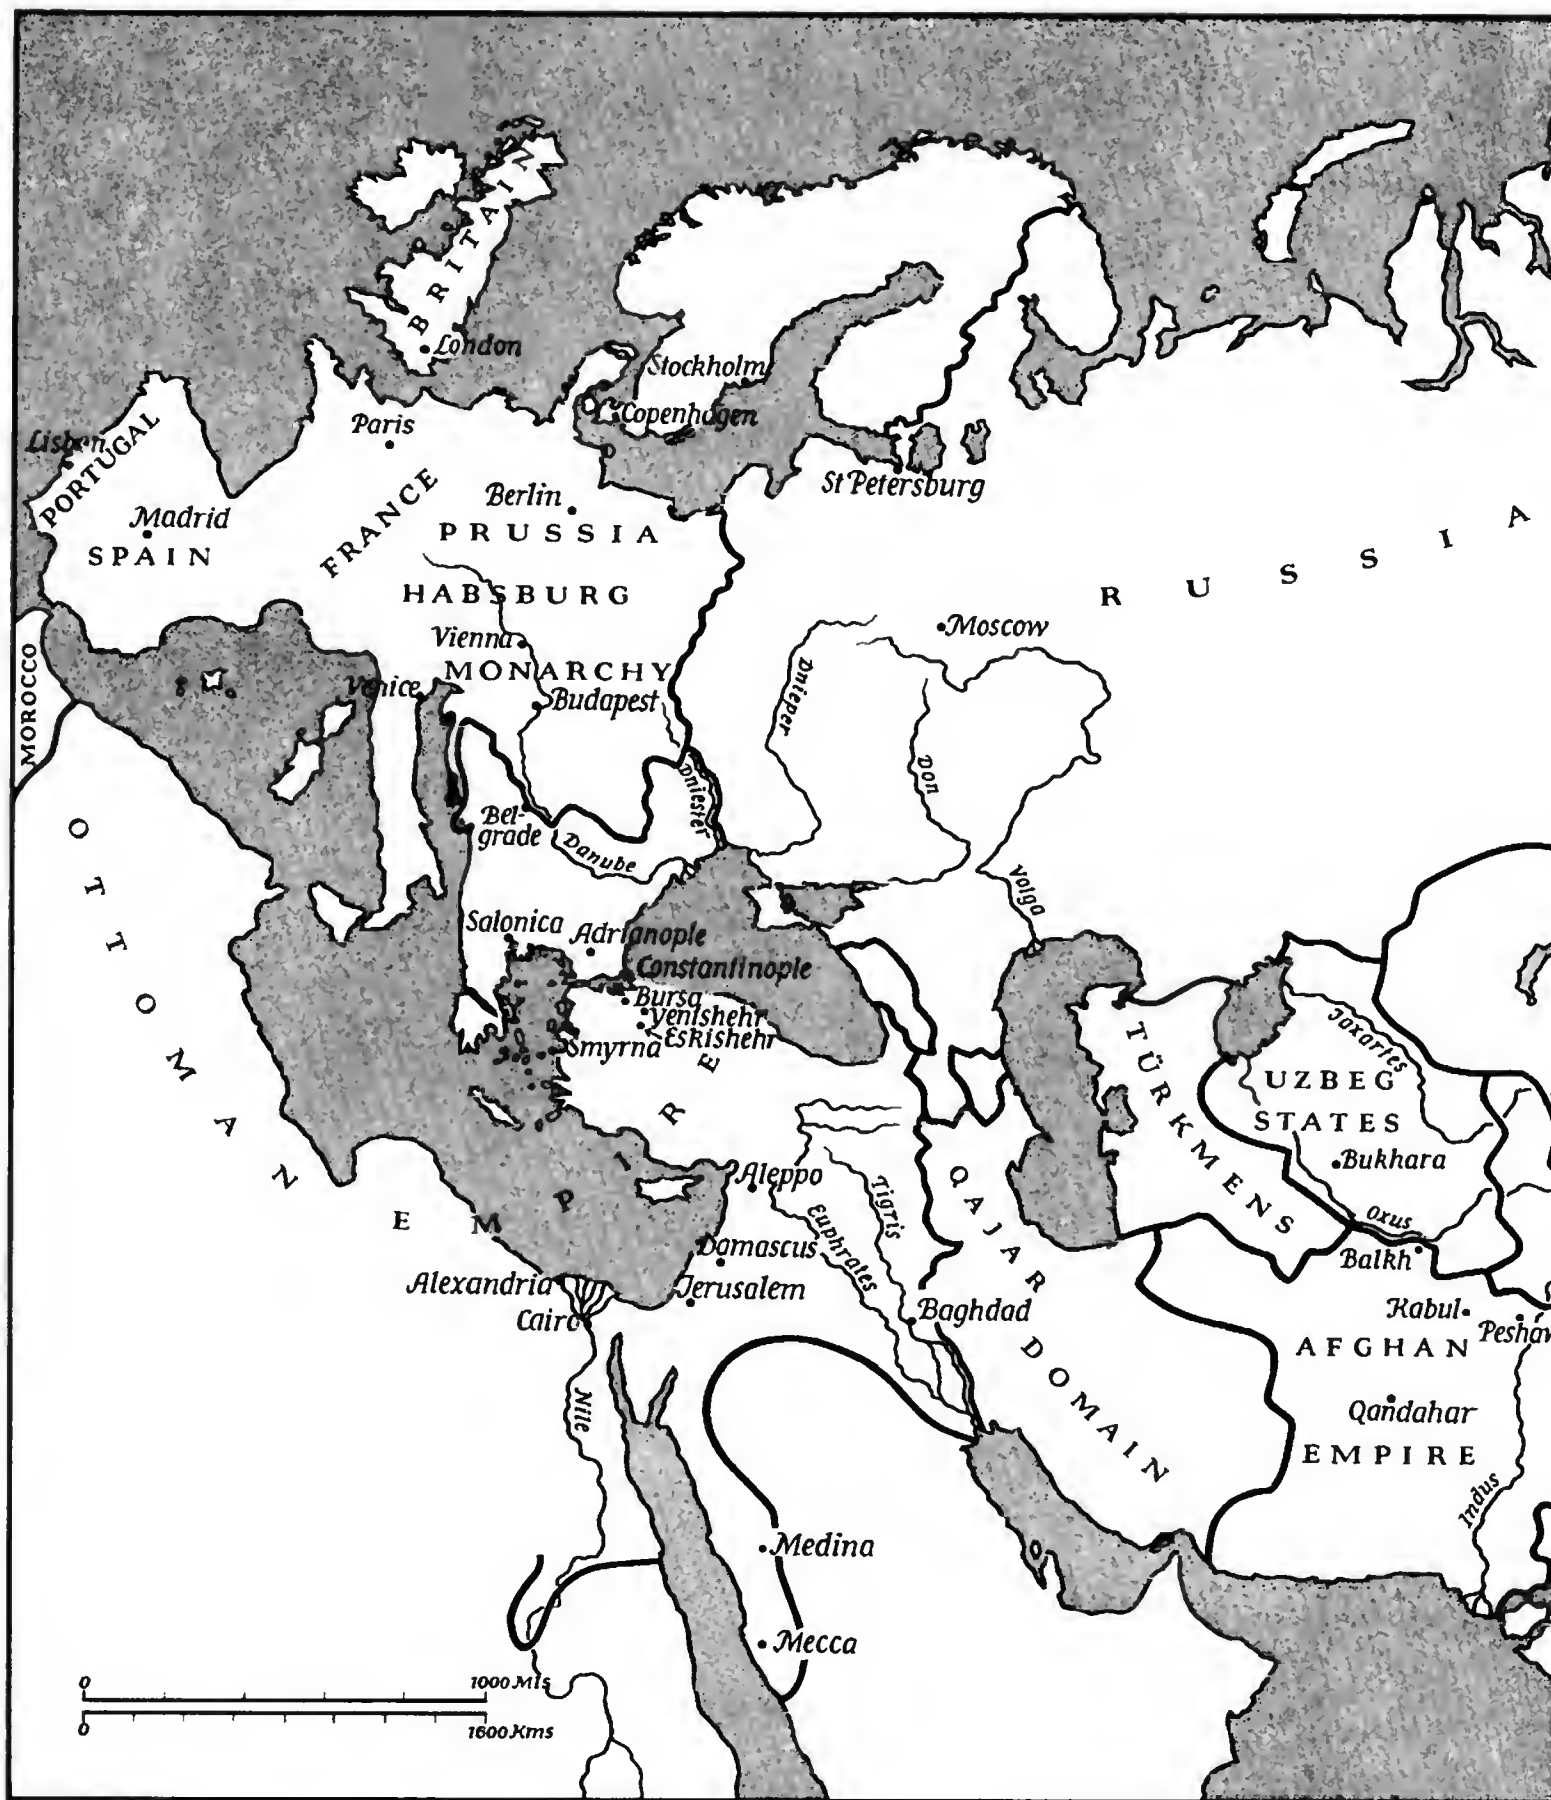 BRITAIN
London
Stockholm
Copenhagen
Paris
Lisbon
PORTUGAL
Madrid
SPAIN
FRANCE
Berlin
PRUSSIA
St Petersburg
RUSSIA
HABSBURG
MONARCHY
Vienna
Budapest
Venice
Moscow
MOROCCO
Dnieper
Don
Dniester
Volga
Bel-
grade
Danube
Salonica
Adrianople
Constantinople
Bursa
Yenishehr
Eskishehr
Smyrna
OTTOMAN
EMPIRE
TÜRKMENS
Jaxartes
UZBEG
STATES
Bukhara
Oxus
Balkh
Aleppo
Tigris
Euphrates
Damascus
Jerusalem
Alexandria
Cairo
Baghdad
QAJAR
DOMAIN
Kabul
Peshaw
AFGHAN
Qandahar
EMPIRE
Indus
Nile
Medina
Mecca
0 1000 Mls
0 1600 Kms